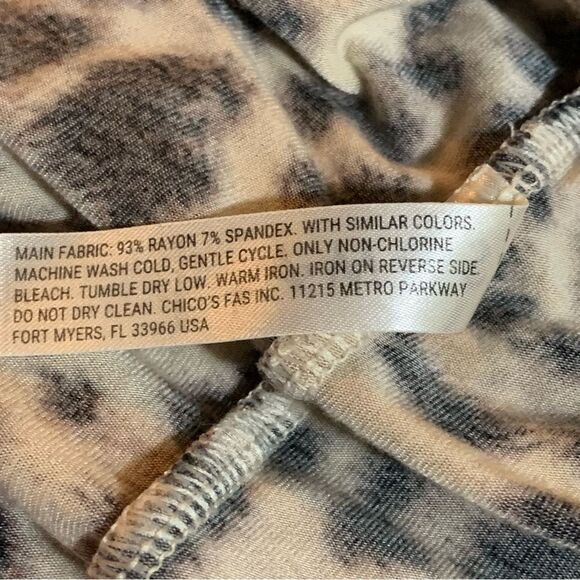 MAIN FABRIC: 93% RAYON 7% SPANDEX. WITH SIMILAR COLORS.
MACHINE WASH COLD, GENTLE CYCLE. ONLY NON-CHLORINE
BLEACH. TUMBLE DRY LOW. WARM IRON. IRON ON REVERSE SIDE.
DO NOT DRY CLEAN. CHICO'S FAS INC. 11215 METRO PARKWAY
FORT MYERS, FL 33966 USA